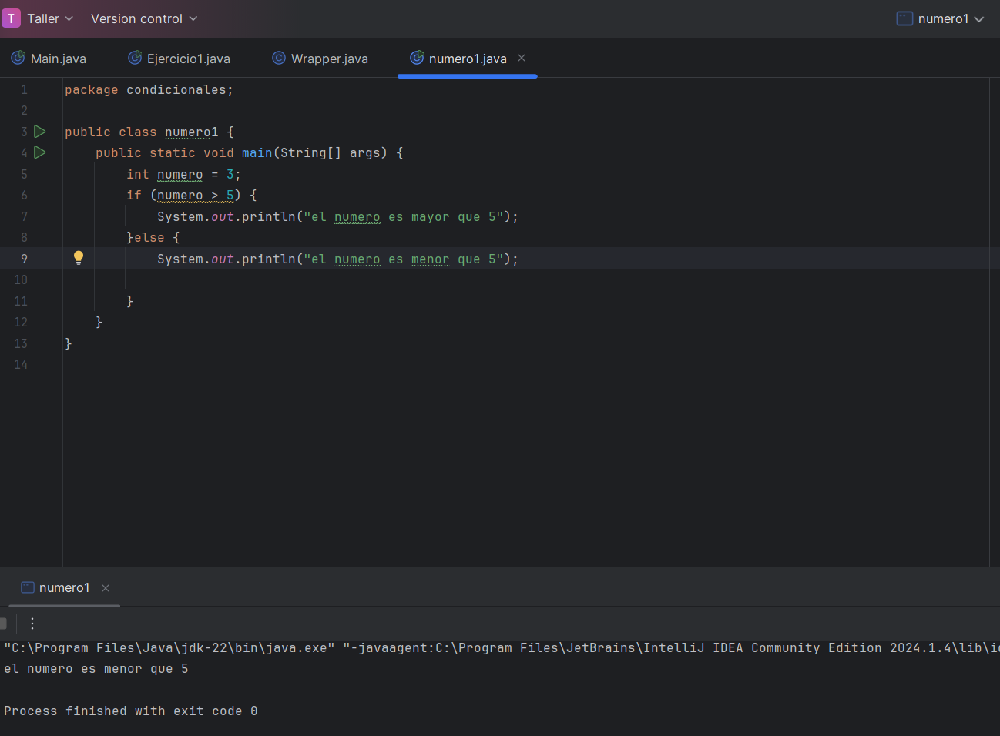 T Taller Version control numero1
Main.java Ejercicio1.java Wrapper.java numero1.java
1 package condicionales;
2
3 public class numero1 {
4 public static void main(String[] args) {
5 int numero = 3;
6 if (numero > 5) {
7 System.out.println("el numero es mayor que 5");
8 }else {
9 System.out.println("el numero es menor que 5");
10
11 }
12 }
13 }
14
numero1
"C:\Program Files\Java\jdk-22\bin\java.exe" "-javaagent:C:\Program Files\JetBrains\IntelliJ IDEA Community Edition 2024.1.4\lib\
el numero es menor que 5
Process finished with exit code 0